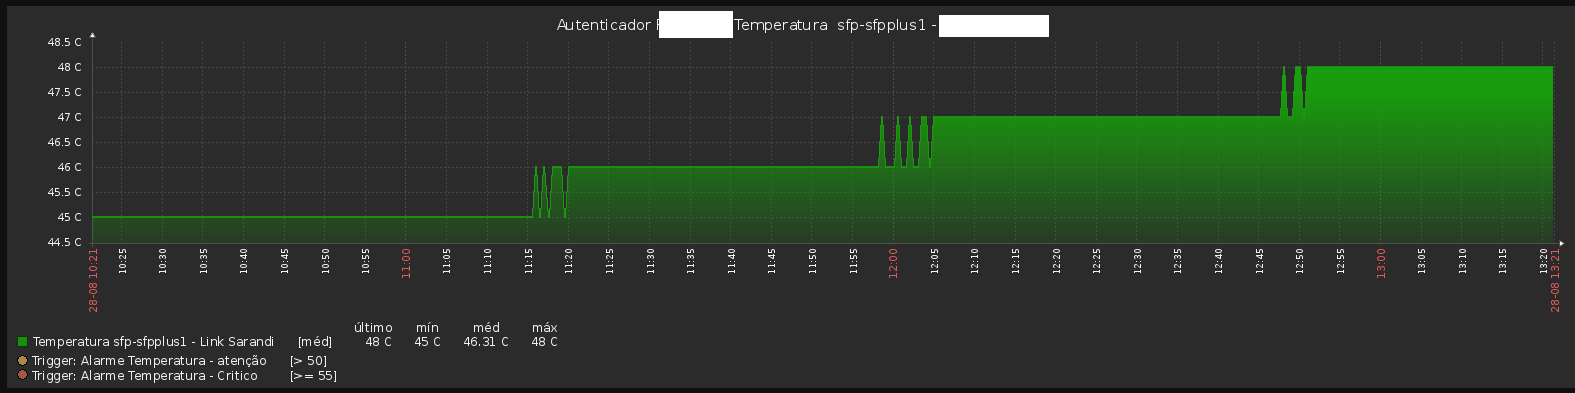 Autenticador Temperatura sfp-sfpplus1 -
48.5 C
48 C
47.5 C
47 C
46.5 C
46 C
45.5 C
45 C
44.5 C
28-08 10:21
10:25
10:30
10:35
10:40
10:45
10:50
10:55
11:00
11:05
11:10
11:15
11:20
11:25
11:30
11:35
11:40
11:45
11:50
11:55
12:00
12:05
12:10
12:15
12:20
12:25
12:30
12:35
12:40
12:45
12:50
12:55
13:00
13:05
13:10
13:15
13:20
28-08 13:21
último mín méd máx
Temperatura sfp-sfpplus1 - Link Sarandi [méd] 48 C 45 C 46.31 C 48 C
Trigger: Alarme Temperatura - atenção [> 50]
Trigger: Alarme Temperatura - Critico [>= 55]